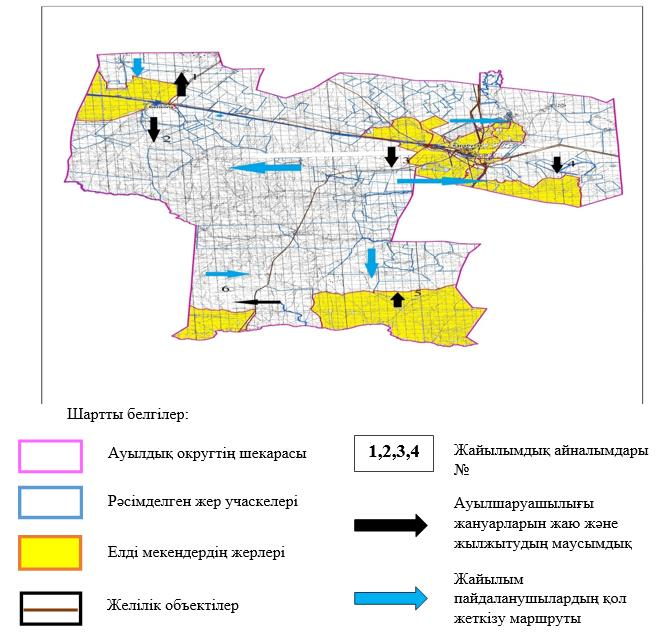 1
2
3
4
5
6
Шартты белгілер:
Ауылдық округтің шекарасы
Рәсімделген жер учаскелері
Елді мекендердің жерлері
Желілік объектілер
1,2,3,4
Жайылымдық айналымдары
№
Ауылшаруашылығы
жануарларын жаю және
жылжытудың маусымдық
Жайылым
пайдаланушылардың қол
жеткізу маршруты